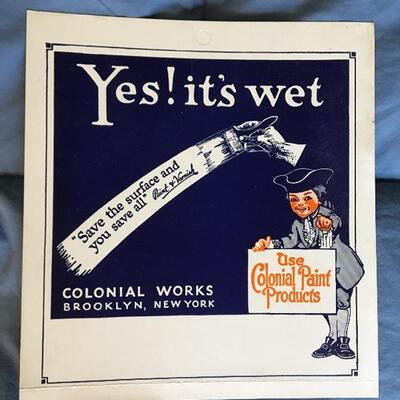 Yes! it's wet
"Save the surface and
you save all" Paint & Varnish
COLONIAL WORKS
BROOKLYN, NEW YORK
Use
Colonial Paint
Products